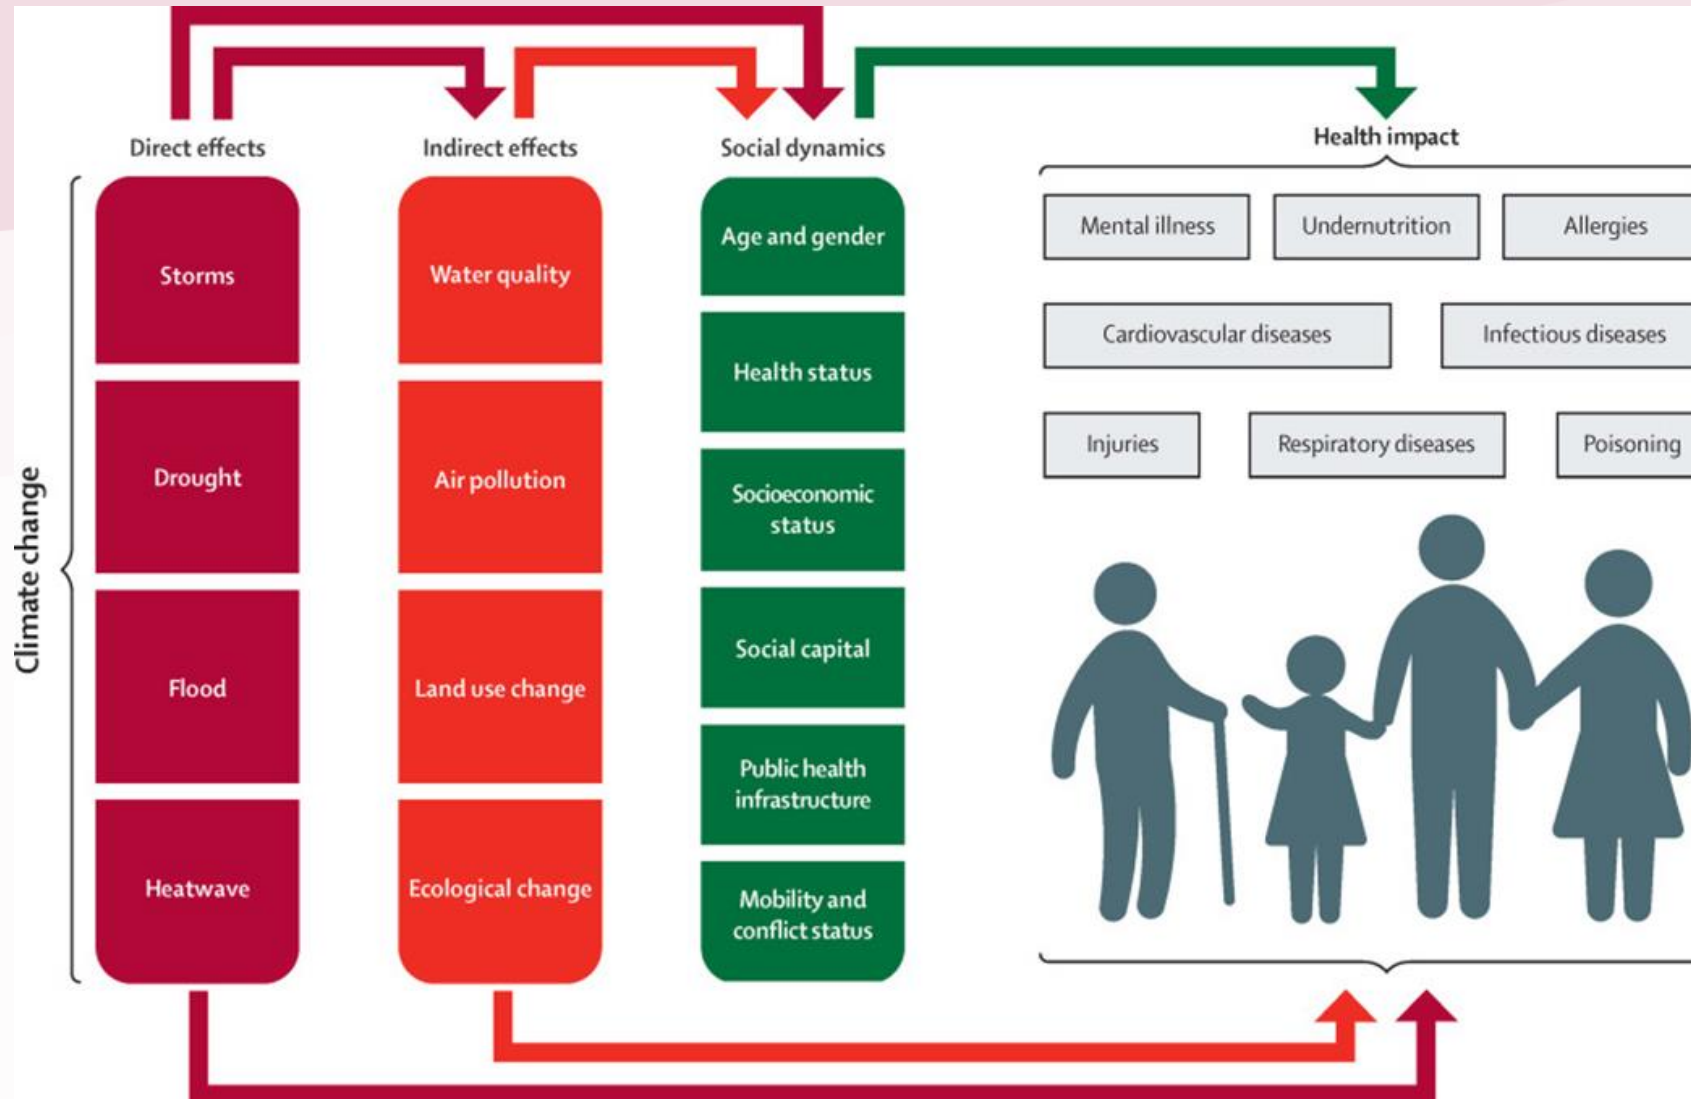 Direct effects
Indirect effects
Social dynamics
Health impact
Climate change
Storms
Drought
Flood
Heatwave
Water quality
Air pollution
Land use change
Ecological change
Age and gender
Health status
Socioeconomic
status
Social capital
Public health
infrastructure
Mobility and
conflict status
Mental illness
Undernutrition
Allergies
Cardiovascular diseases
Infectious diseases
Injuries
Respiratory diseases
Poisoning